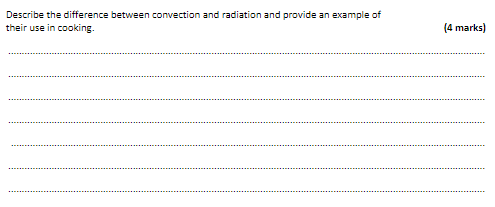 Describe the difference between convection and radiation and provide an example of
their use in cooking. (4 marks)